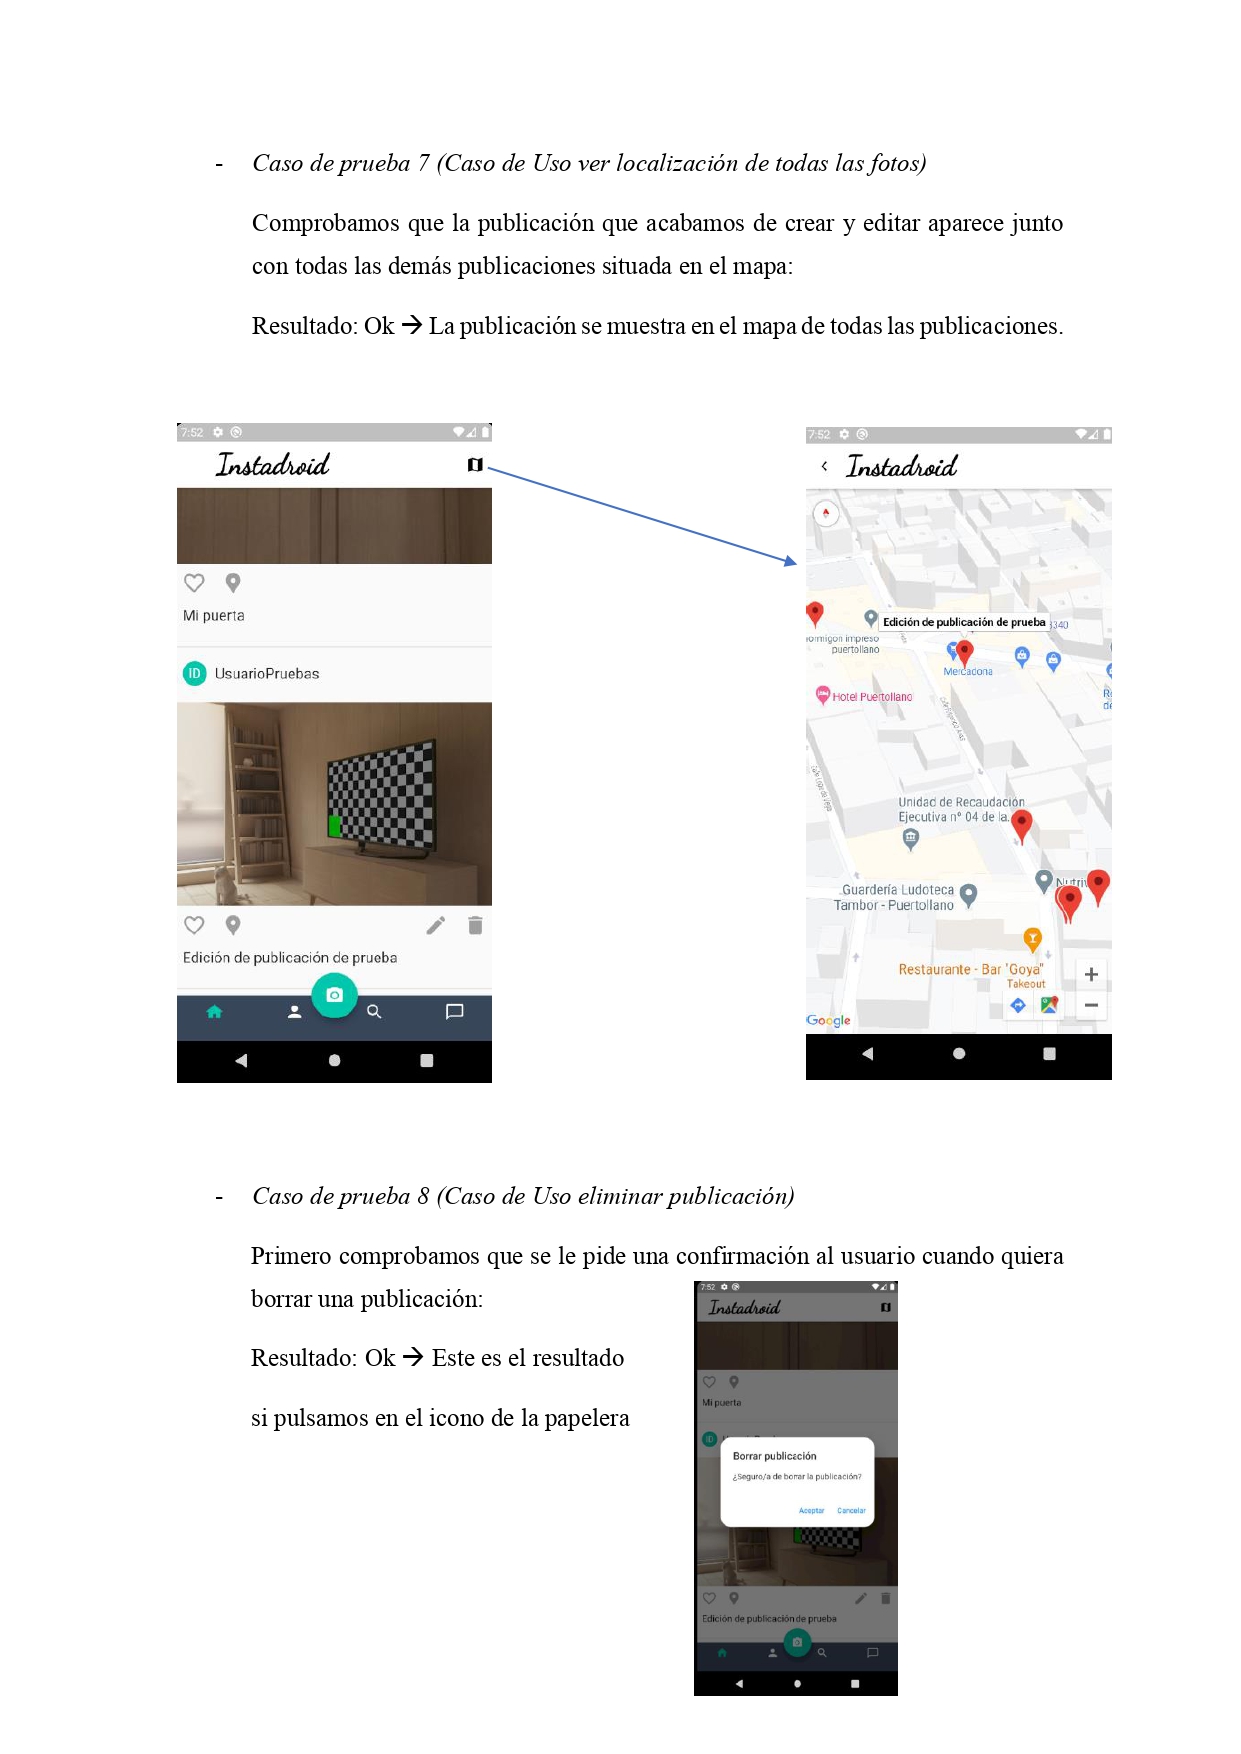 - Caso de prueba 7 (Caso de Uso ver localización de todas las fotos)
Comprobamos que la publicación que acabamos de crear y editar aparece junto
con todas las demás publicaciones situada en el mapa:
Resultado: Ok → La publicación se muestra en el mapa de todas las publicaciones.
7:52
Instadroid
Mi puerta
ID UsuarioPruebas
Edición de publicación de prueba
7:52
Instadroid
Edición de publicación de prueba
3340
ormigon impreso
puertollano
Mercadona
Hotel Puertollano
Unidad de Recaudación
Ejecutiva nº 04 de la.
Nutri
Guardería Ludoteca
Tambor - Puertollano
Restaurante - Bar "Goya"
Takeout
+
−
Google
- Caso de prueba 8 (Caso de Uso eliminar publicación)
Primero comprobamos que se le pide una confirmación al usuario cuando quiera
borrar una publicación:
Resultado: Ok → Este es el resultado
si pulsamos en el icono de la papelera
7:52
Instadroid
Mi puerta
ID
Borrar publicación
¿Seguro/a de borrar la publicación?
Aceptar Cancelar
Edición de publicación de prueba